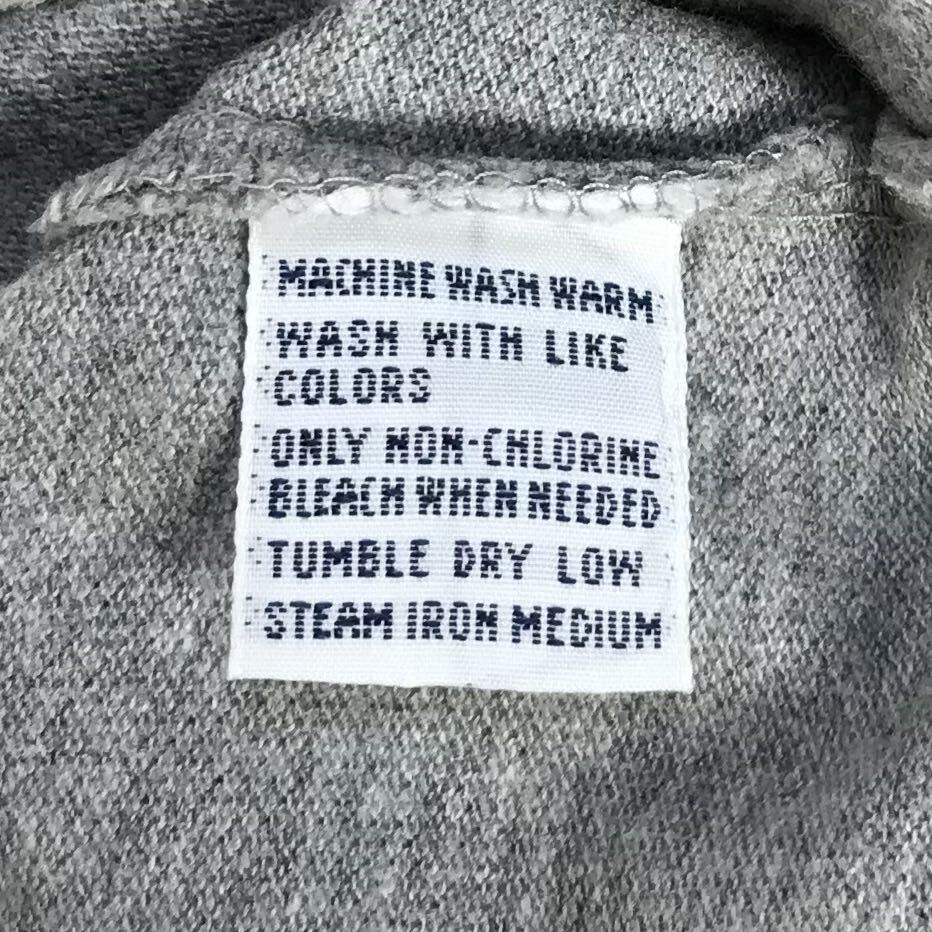 MACHINE WASH WARM
WASH WITH LIKE
COLORS
ONLY NON-CHLORINE
BLEACH WHEN NEEDED
TUMBLE DRY LOW
STEAM IRON MEDIUM